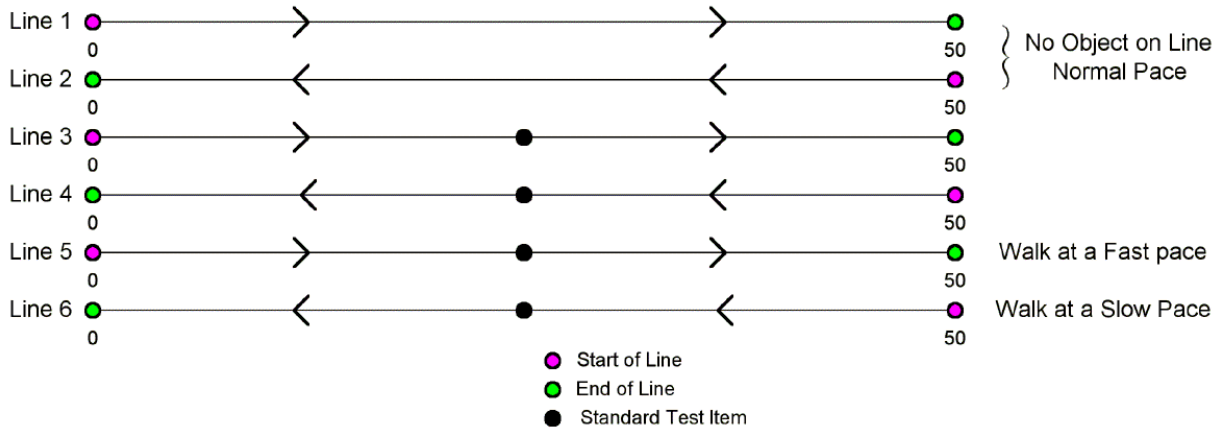 Line 1
0 50
No Object on Line
Normal Pace
Line 2
0 50
Line 3
0 50
Line 4
0 50
Line 5 Walk at a Fast pace
0 50
Line 6 Walk at a Slow Pace
0 50
Start of Line
End of Line
Standard Test Item